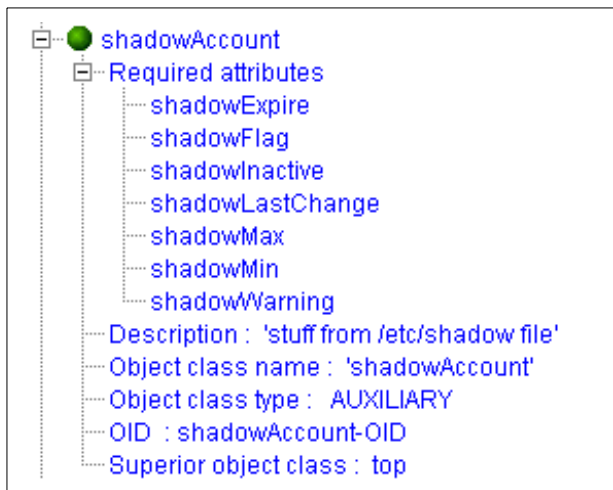 shadowAccount
Required attributes
shadowExpire
shadowFlag
shadowInactive
shadowLastChange
shadowMax
shadowMin
shadowWarning
Description : 'stuff from /etc/shadow file'
Object class name : 'shadowAccount'
Object class type : AUXILIARY
OID : shadowAccount-OID
Superior object class : top